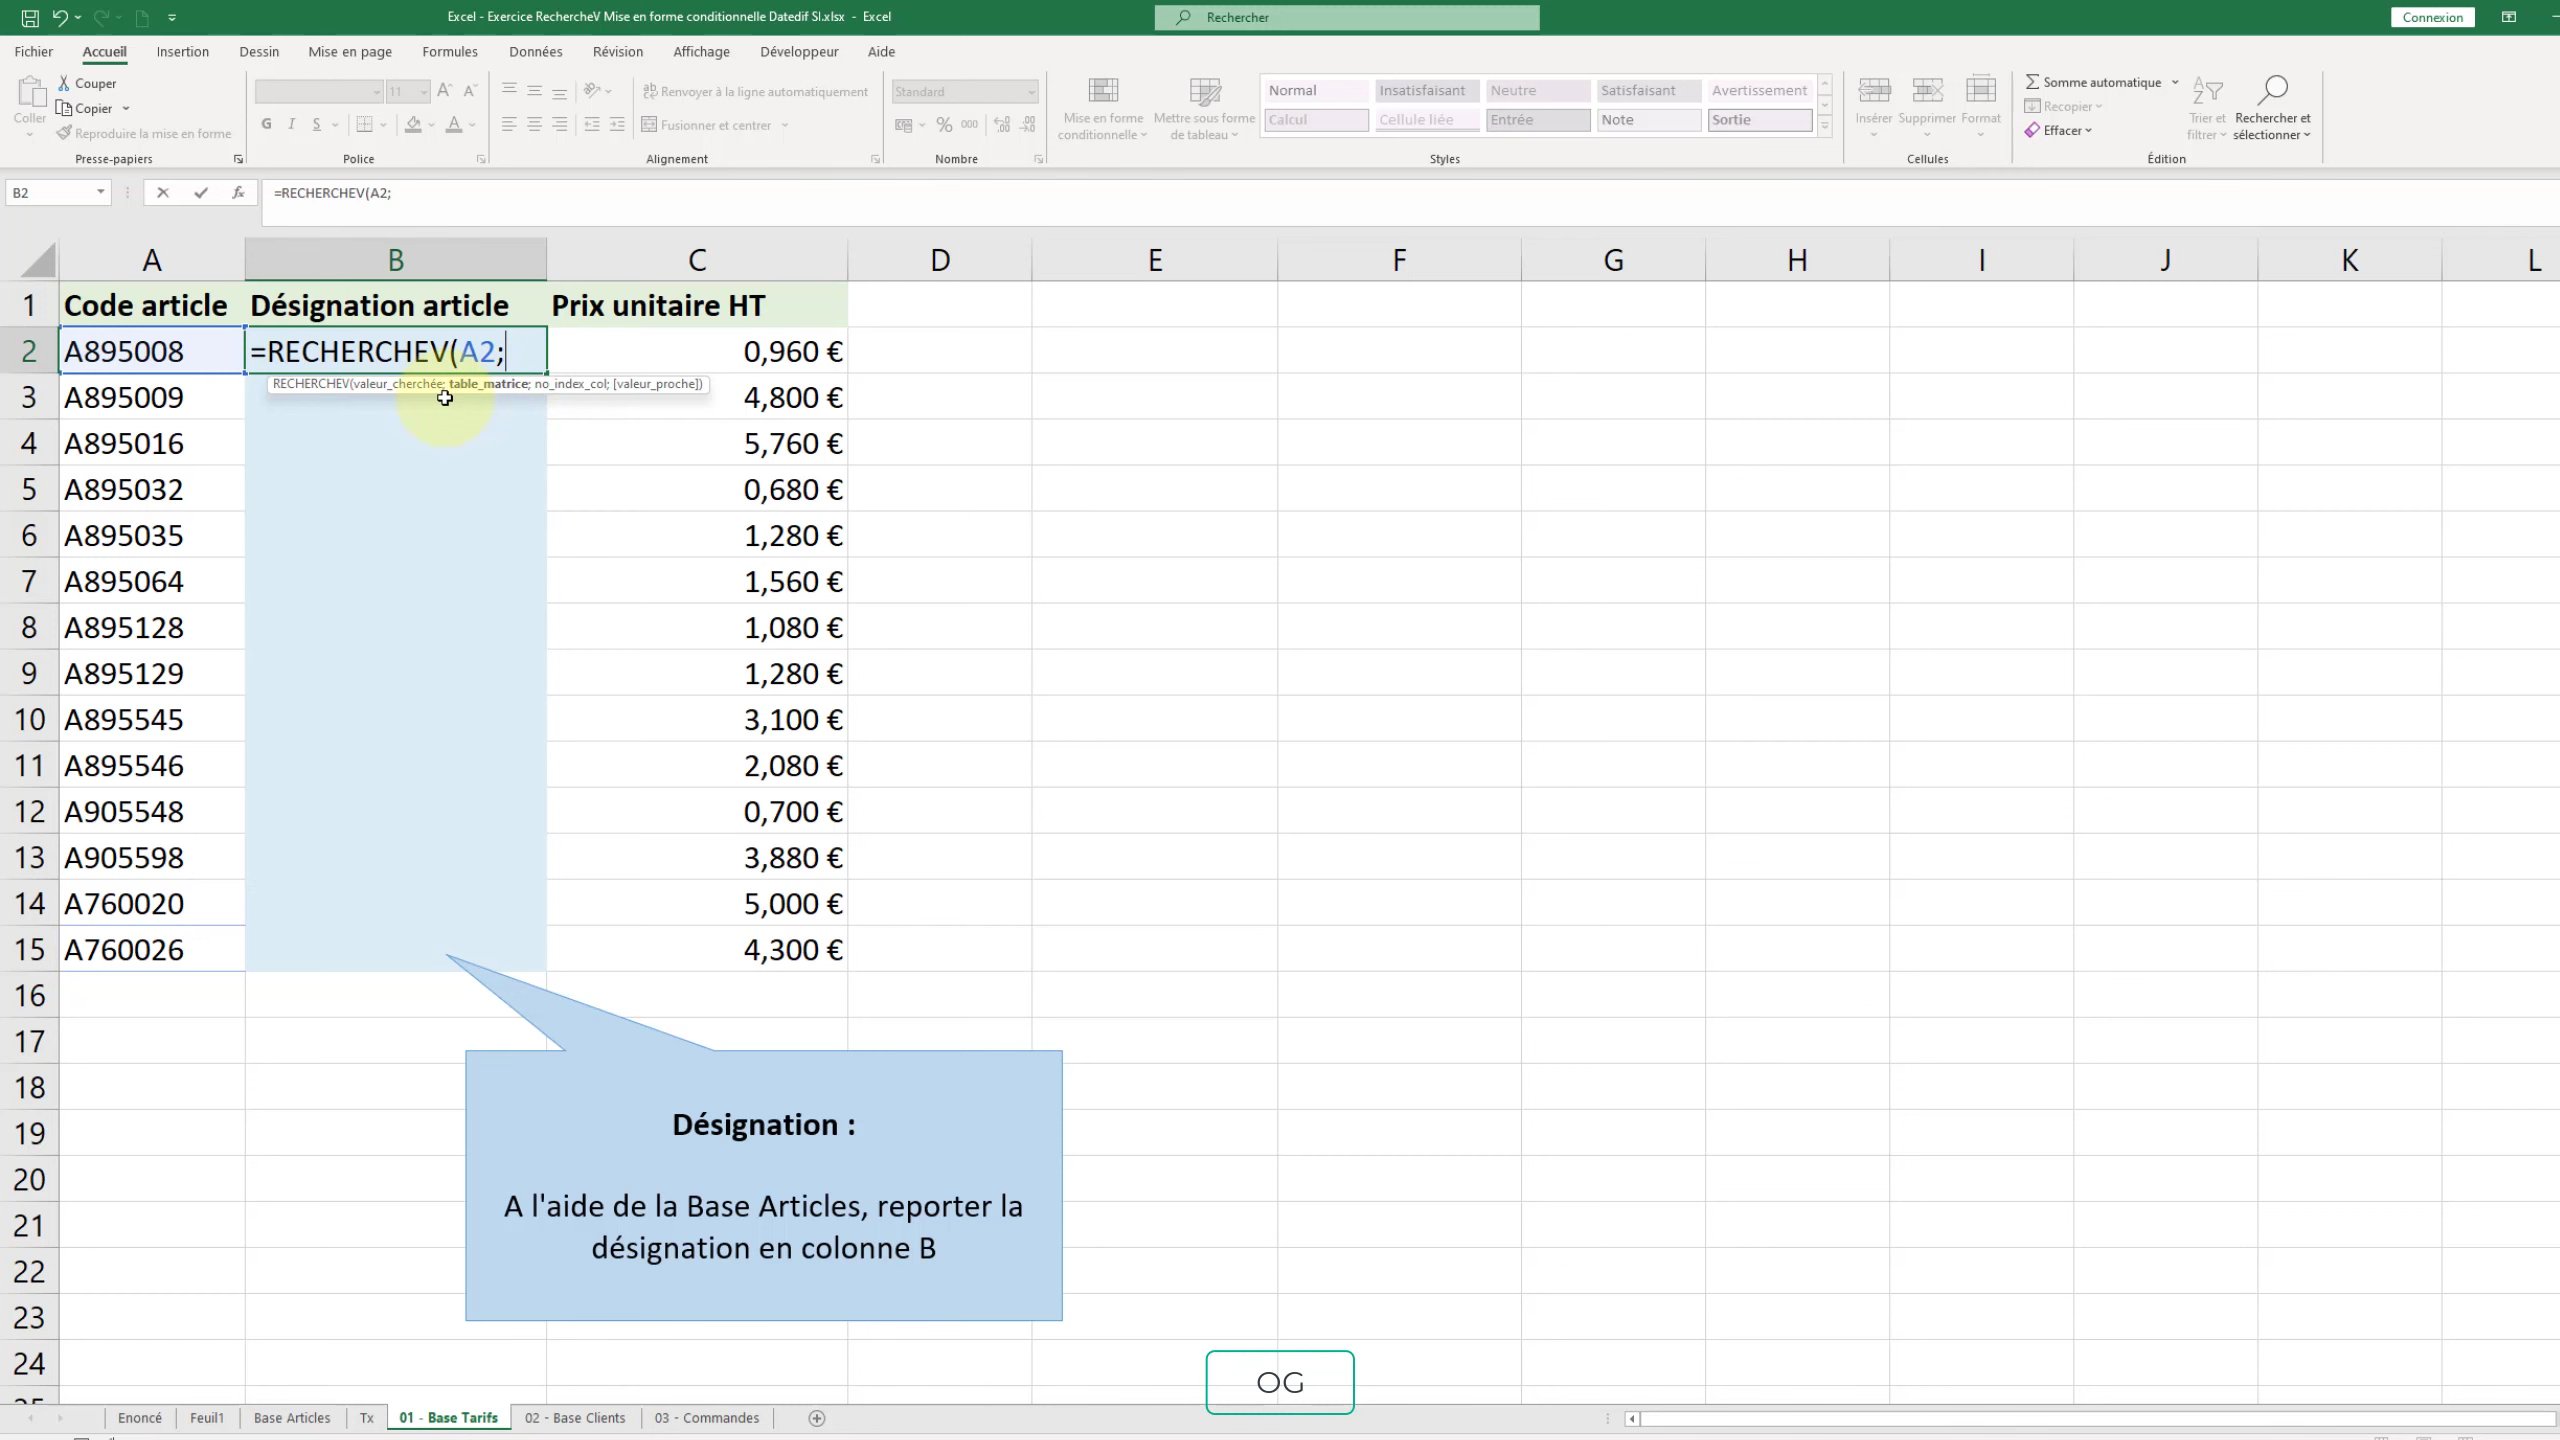 Excel - Exercice RechercheV Mise en forme conditionnelle Datedif SI.xlsx - Excel
Rechercher
Connexion
Fichier Accueil Insertion Dessin Mise en page Formules Données Révision Affichage Développeur Aide
Coller
Couper
Copier
Reproduire la mise en forme
Presse-papiers
11
G I S
Police
Renvoyer à la ligne automatiquement
Fusionner et centrer
Alignement
Standard
% 000
Nombre
Mise en forme conditionnelle
Mettre sous forme de tableau
Normal Insatisfaisant Neutre Satisfaisant Avertissement
Calcul Cellule liée Entrée Note Sortie
Styles
Insérer Supprimer Format
Cellules
Somme automatique
Recopier
Effacer
Trier et filtrer
Rechercher et sélectionner
Édition
B2 fx =RECHERCHEV(A2;
A B C D E F G H I J K L
1 Code article Désignation article Prix unitaire HT
2 A895008 =RECHERCHEV(A2; 0,960 €
RECHERCHEV(valeur_cherchée; table_matrice; no_index_col; [valeur_proche])
3 A895009 4,800 €
4 A895016 5,760 €
5 A895032 0,680 €
6 A895035 1,280 €
7 A895064 1,560 €
8 A895128 1,080 €
9 A895129 1,280 €
10 A895545 3,100 €
11 A895546 2,080 €
12 A905548 0,700 €
13 A905598 3,880 €
14 A760020 5,000 €
15 A760026 4,300 €
16
17
18
19
20
21
22
23
24
Désignation :
A l'aide de la Base Articles, reporter la
désignation en colonne B
OG
Enoncé Feuil1 Base Articles Tx 01 - Base Tarifs 02 - Base Clients 03 - Commandes